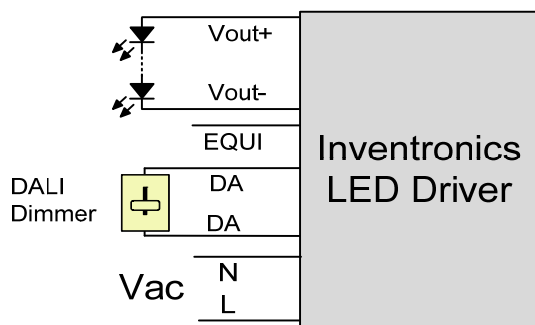 Vout+
Vout-
EQUI
DALI
Dimmer
DA
DA
Vac
N
L
Inventronics
LED Driver